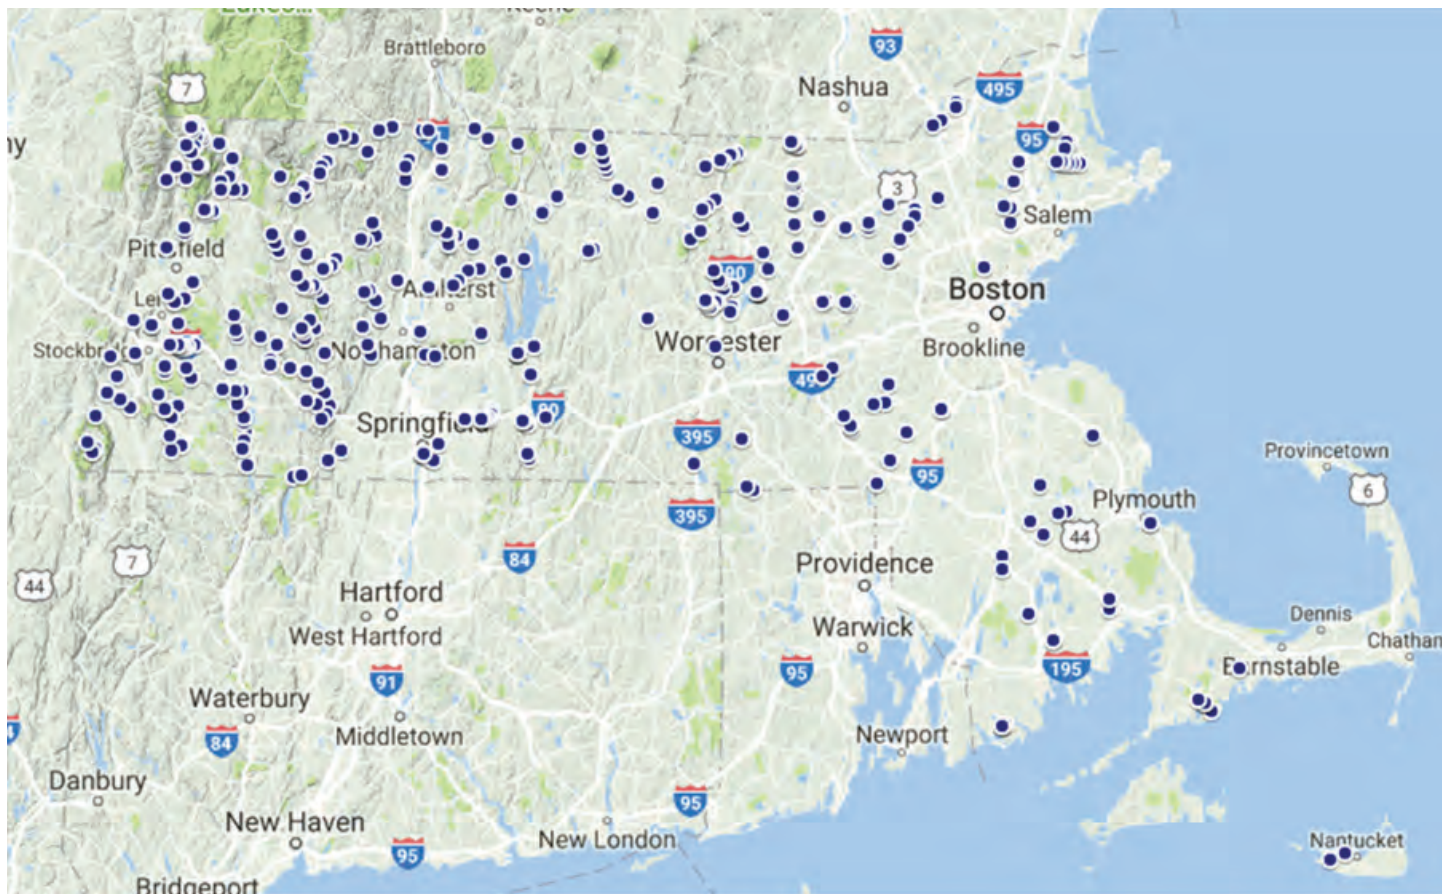 Brattleboro
93
Nashua
495
7
95
3
Salem
Pittsfield
Amherst
90
Boston
Stockbridge
Northampton
Worcester
Brookline
495
90
Springfield
395
Provincetown
95
6
395
Plymouth
44
84
7
44
Providence
Hartford
West Hartford
Warwick
Dennis
Chatham
195
Barnstable
91
95
Waterbury
84
Middletown
Newport
Danbury
95
New Haven
New London
95
Nantucket
Bridgeport